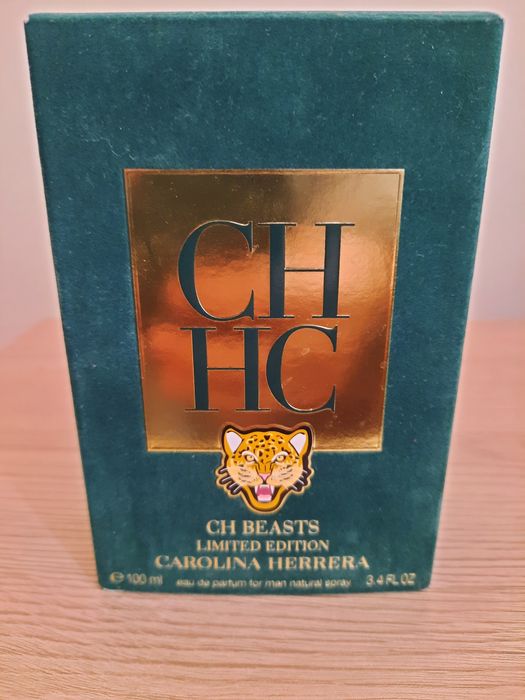 CH
HC
CH BEASTS
LIMITED EDITION
CAROLINA HERRERA
℮ 100 ml eau de parfum for man natural spray 3.4 FL OZ